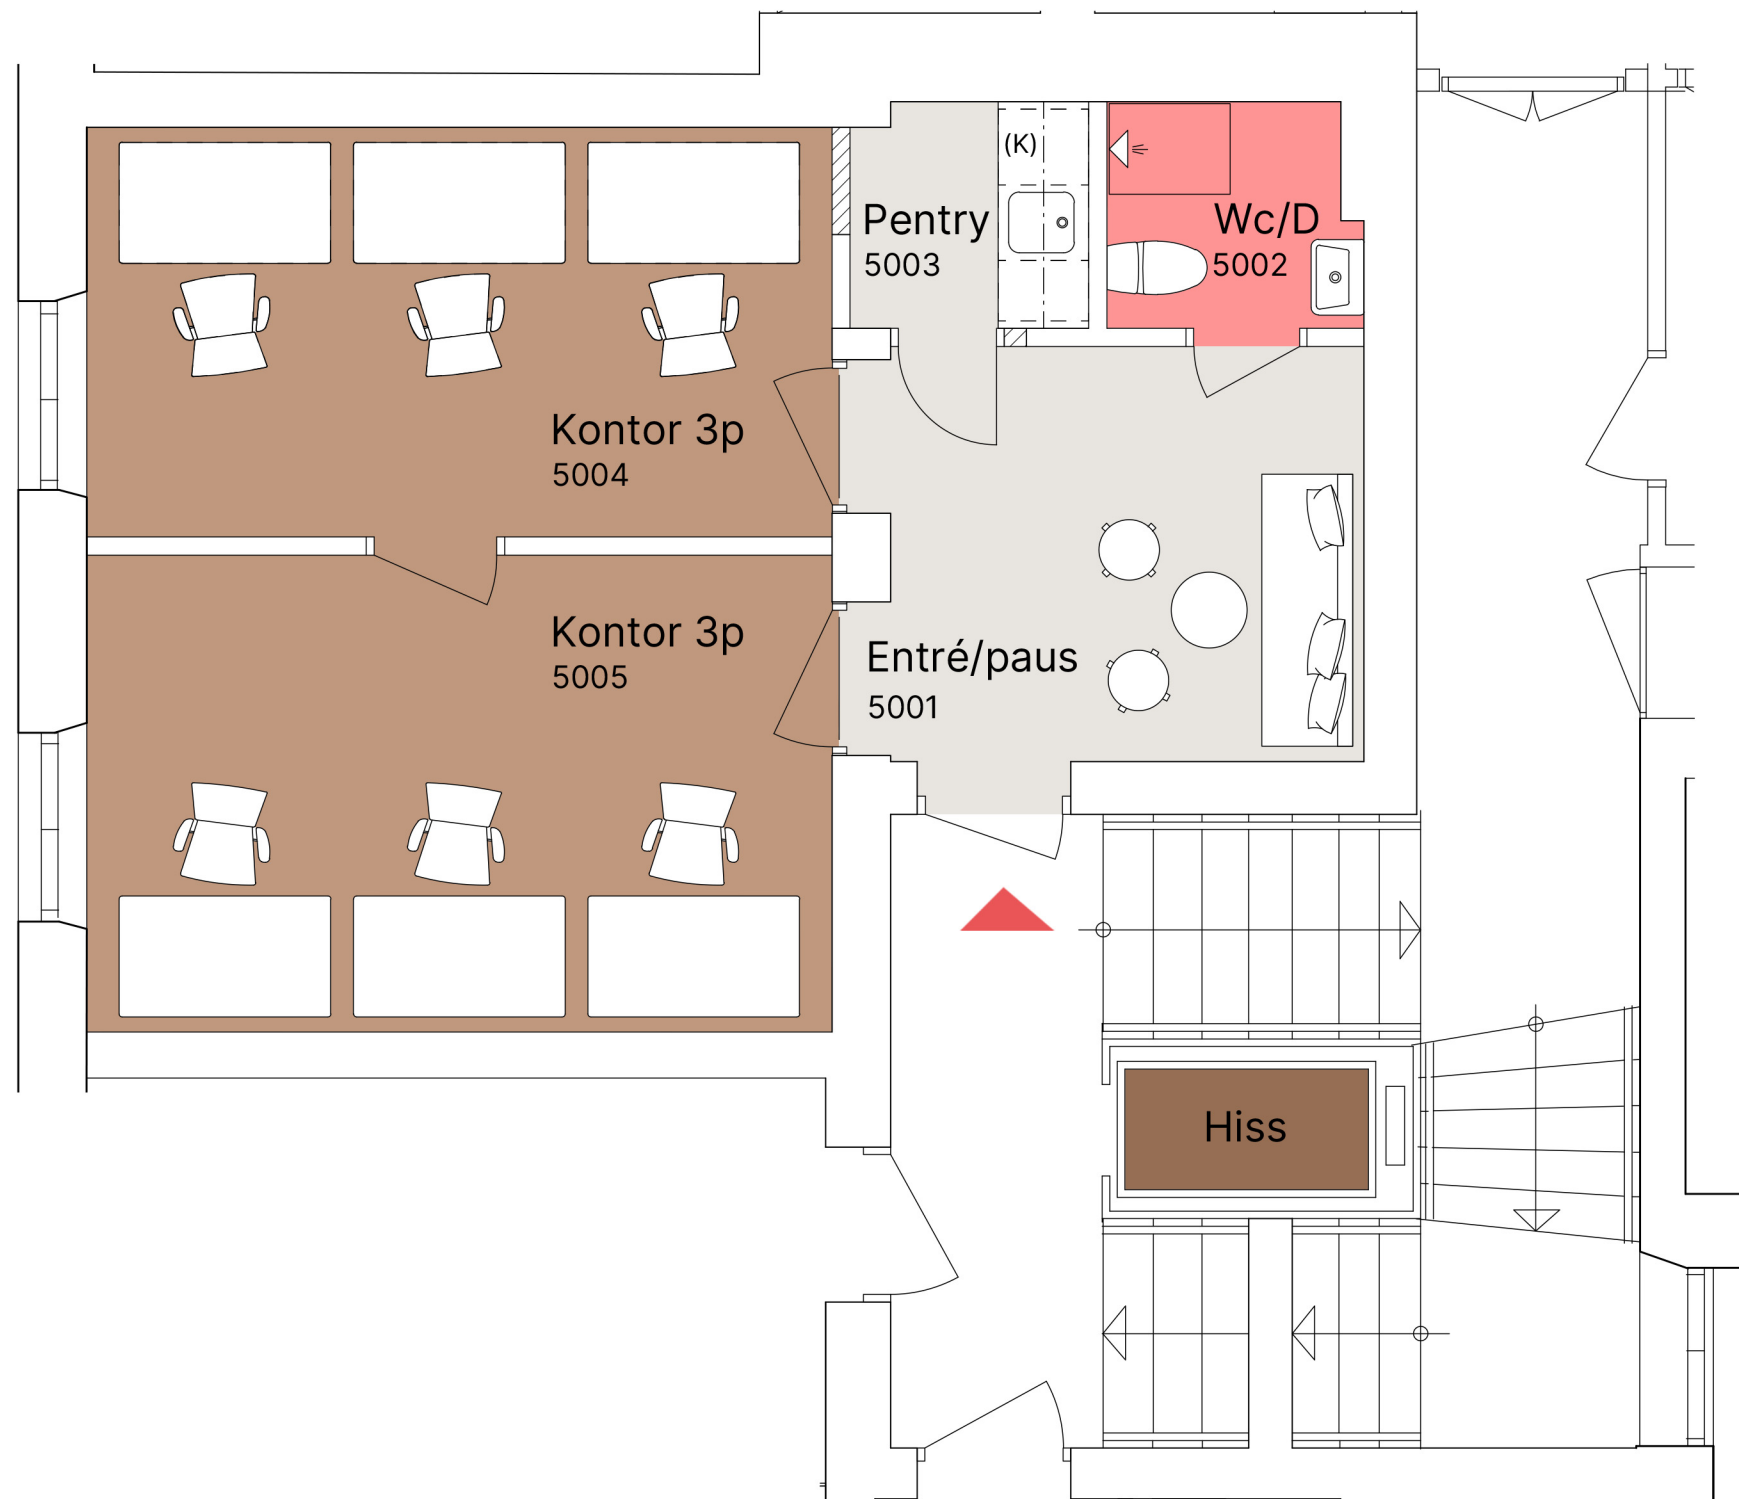 (K)
Pentry
5003
Wc/D
5002
Kontor 3p
5004
Kontor 3p
5005
Entré/paus
5001
Hiss